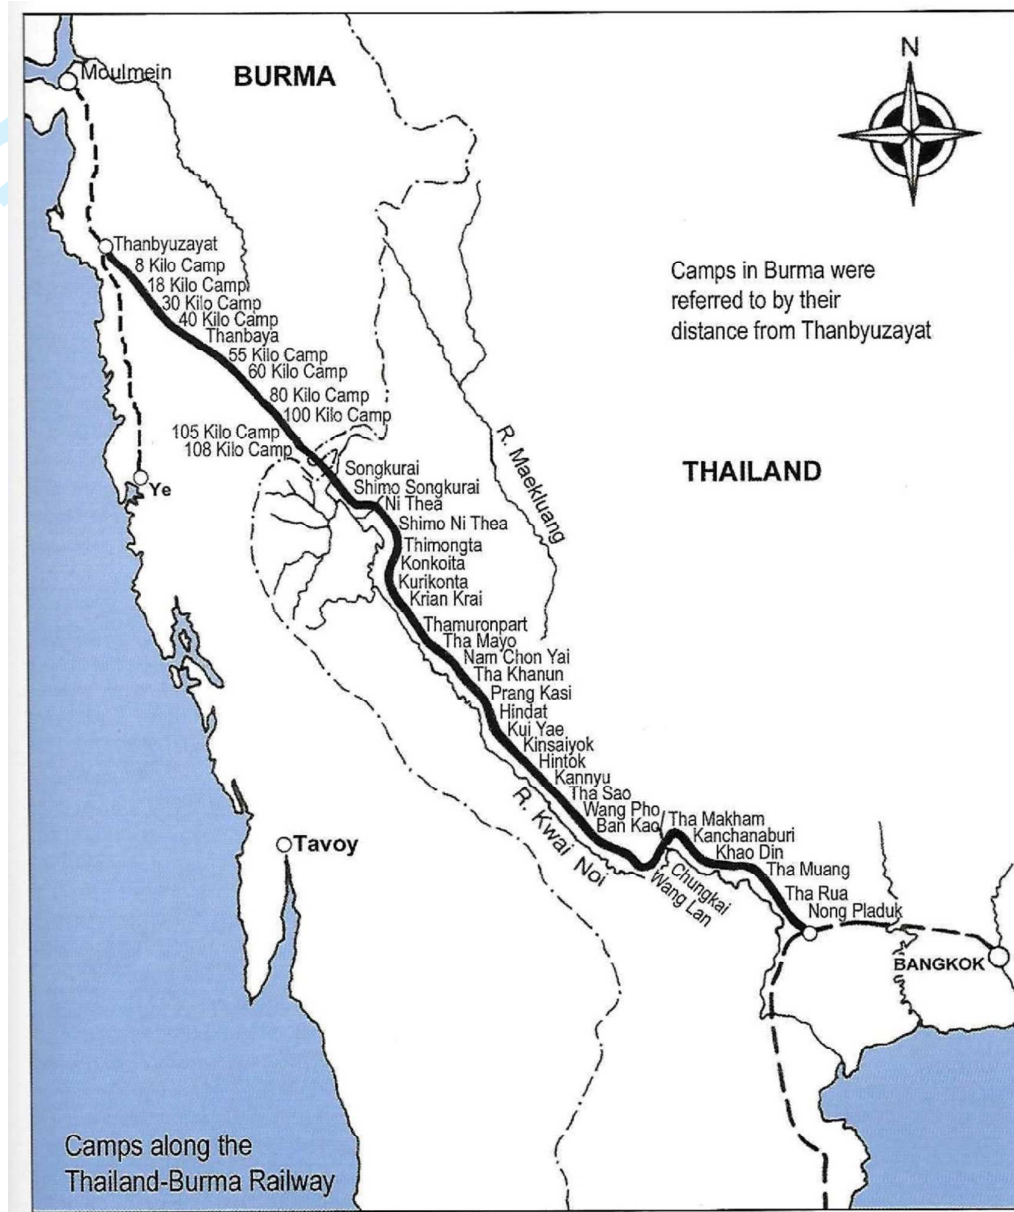 Moulmein
BURMA
N
Thanbyuzayat
8 Kilo Camp
18 Kilo Camp
30 Kilo Camp
40 Kilo Camp
Thanbaya
55 Kilo Camp
60 Kilo Camp
80 Kilo Camp
100 Kilo Camp
105 Kilo Camp
108 Kilo Camp
Camps in Burma were
referred to by their
distance from Thanbyuzayat
R. Maekluang
THAILAND
Ye
Songkurai
Shimo Songkurai
Ni Thea
Shimo Ni Thea
Thimongta
Konkoita
Kurikonta
Krian Krai
Thamuronpart
Tha Mayo
Nam Chon Yai
Tha Khanun
Prang Kasi
Hindat
Kui Yae
Kinsaiyok
Hintok
Kannyu
Tha Sao
Wang Pho
Ban Kao
R. Kwai Noi
Tavoy
Tha Makham
Kanchanaburi
Khao Din
Tha Muang
Chungkai
Wang Lan
Tha Rua
Nong Pladuk
BANGKOK
Camps along the
Thailand-Burma Railway